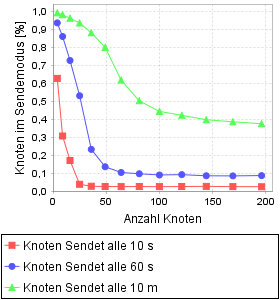 1,0
0,9
0,8
0,7
0,6
0,5
0,4
0,3
0,2
0,1
0,0
Knoten im Sendemodus [%]
0 50 100 150 200
Anzahl Knoten
Knoten Sendet alle 10 s
Knoten Sendet alle 60 s
Knoten Sendet alle 10 m